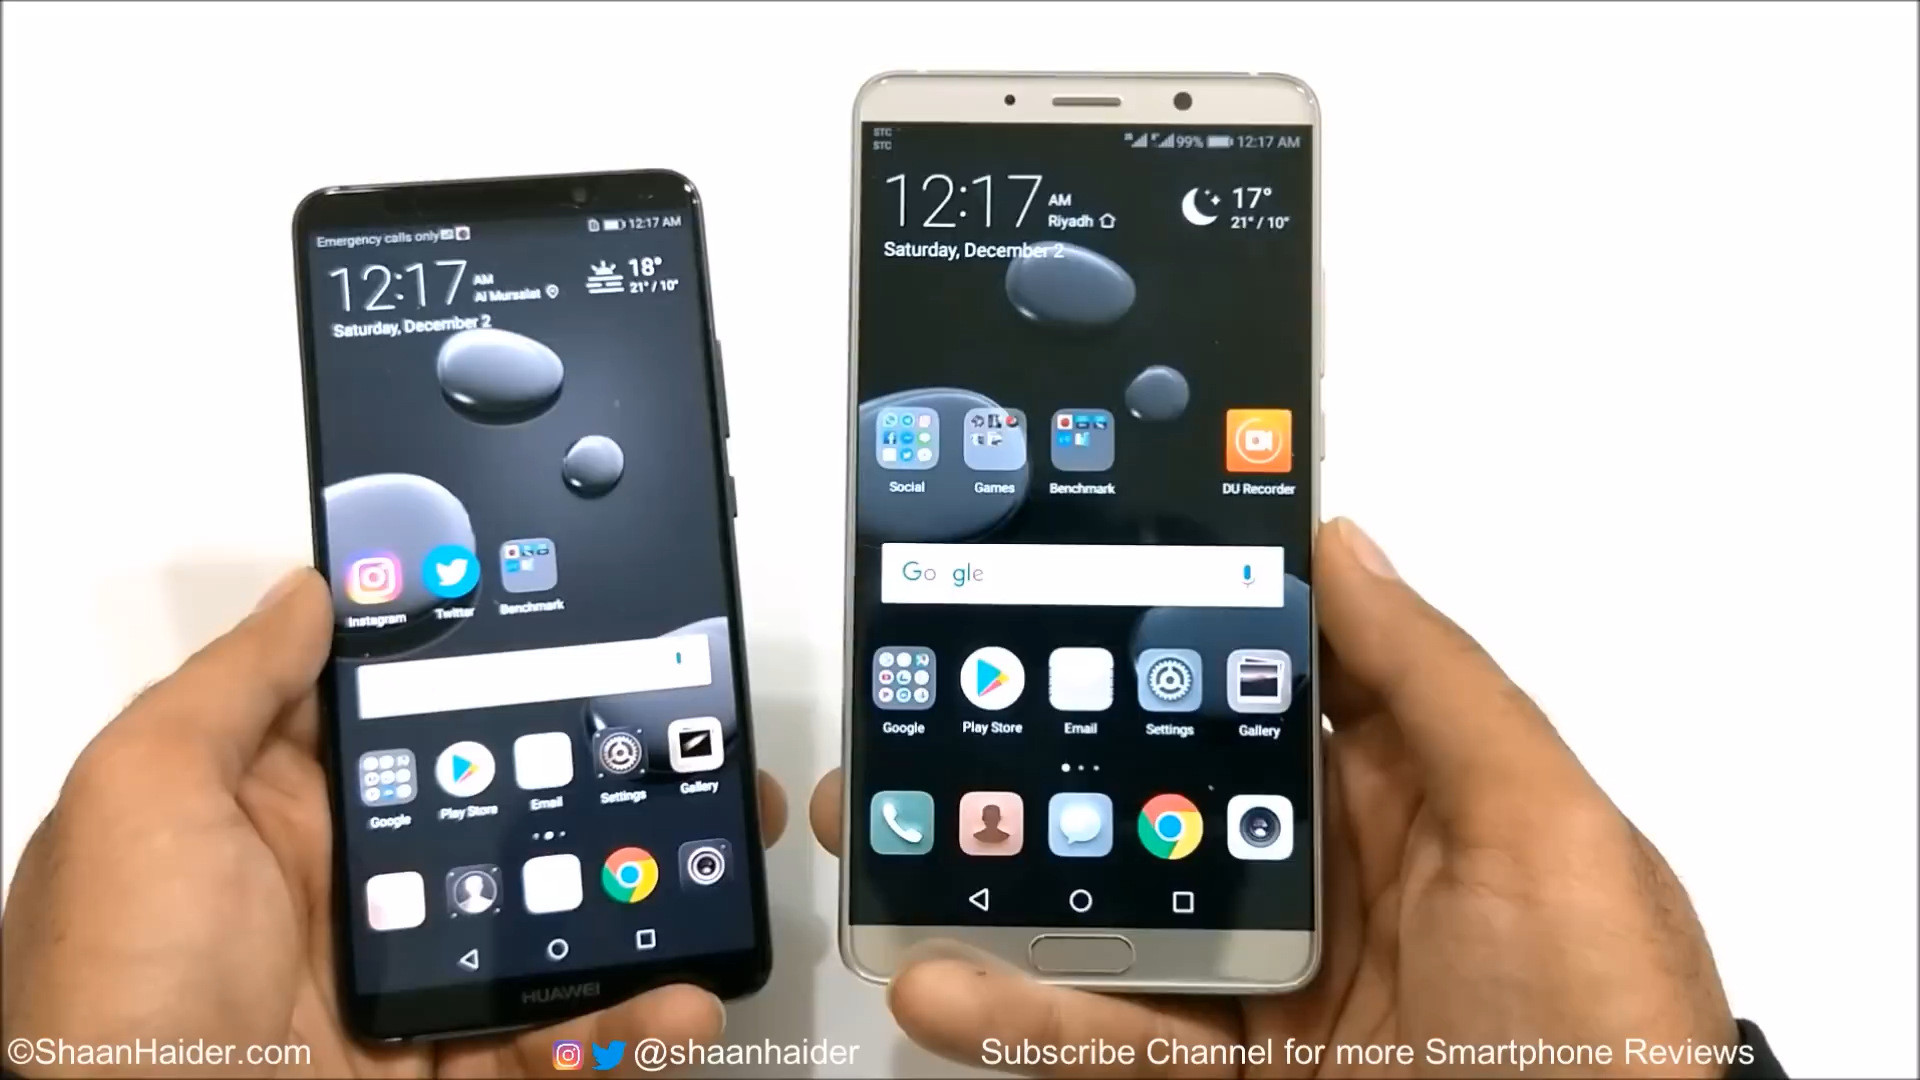 Emergency calls only
12:17 AM
12:17 AM
Al Mursalat
18°
21° / 10°
Saturday, December 2
Instagram
Twitter
Benchmark
Google
Play Store
Email
Settings
Gallery
HUAWEI
STC
STC
99%
12:17 AM
12:17 AM
Riyadh
17°
21° / 10°
Saturday, December 2
Social
Games
Benchmark
DU Recorder
Go gle
Google
Play Store
Email
Settings
Gallery
©ShaanHaider.com
@shaanhaider
Subscribe Channel for more Smartphone Reviews